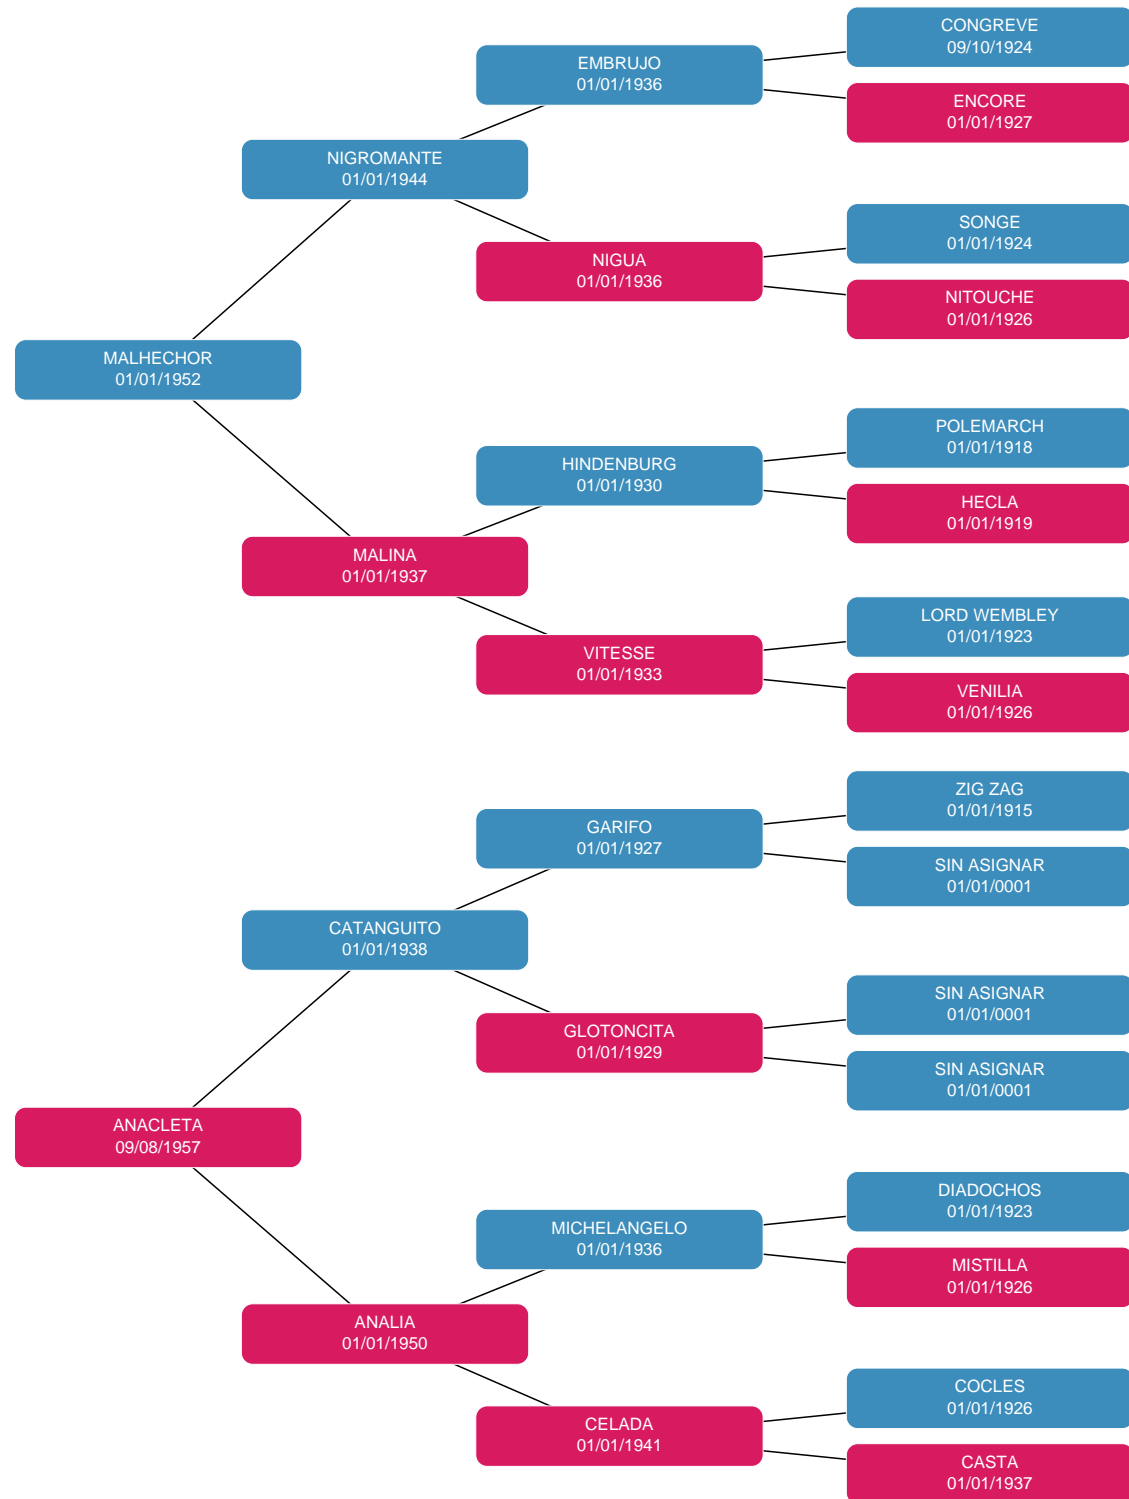 CONGREVE
09/10/1924
EMBRUJO
01/01/1936
ENCORE
01/01/1927
NIGROMANTE
01/01/1944
SONGE
01/01/1924
NIGUA
01/01/1936
NITOUCHE
01/01/1926
MALHECHOR
01/01/1952
POLEMARCH
01/01/1918
HINDENBURG
01/01/1930
HECLA
01/01/1919
MALINA
01/01/1937
LORD WEMBLEY
01/01/1923
VITESSE
01/01/1933
VENILIA
01/01/1926
ZIG ZAG
01/01/1915
GARIFO
01/01/1927
SIN ASIGNAR
01/01/0001
CATANGUITO
01/01/1938
SIN ASIGNAR
01/01/0001
GLOTONCITA
01/01/1929
SIN ASIGNAR
01/01/0001
ANACLETA
09/08/1957
DIADOCHOS
01/01/1923
MICHELANGELO
01/01/1936
MISTILLA
01/01/1926
ANALIA
01/01/1950
COCLES
01/01/1926
CELADA
01/01/1941
CASTA
01/01/1937